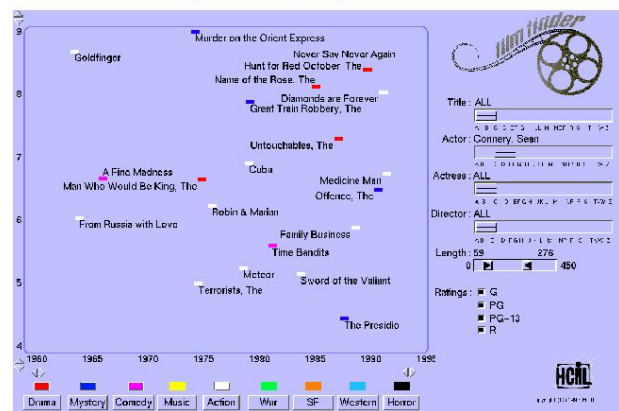 filmfinder
9
Murder on the Orient Express
Goldfinger
Never Say Never Again
Hunt for Red October The
Name of the Rose, The
8
Diamonds are Forever
Great Train Robbery, The
Untouchables, The
7
Cuba
A Fine Madness
Medicine Man
Man Who Would Be King, The
Offence, The
Robin & Marian
6
From Russia with Love
Family Business
Time Bandits
Meteor
5
Sword of the Valiant
Terrorists, The
The Presidio
4
1960 1965 1970 1975 1980 1985 1990 1995
Drama Mystery Comedy Music Action War SF Western Horror
Title : ALL
Actor : Connery, Sean
Actress : ALL
Director : ALL
Length : 59 276
0 450
Ratings : G
PG
PG-13
R
HCIL